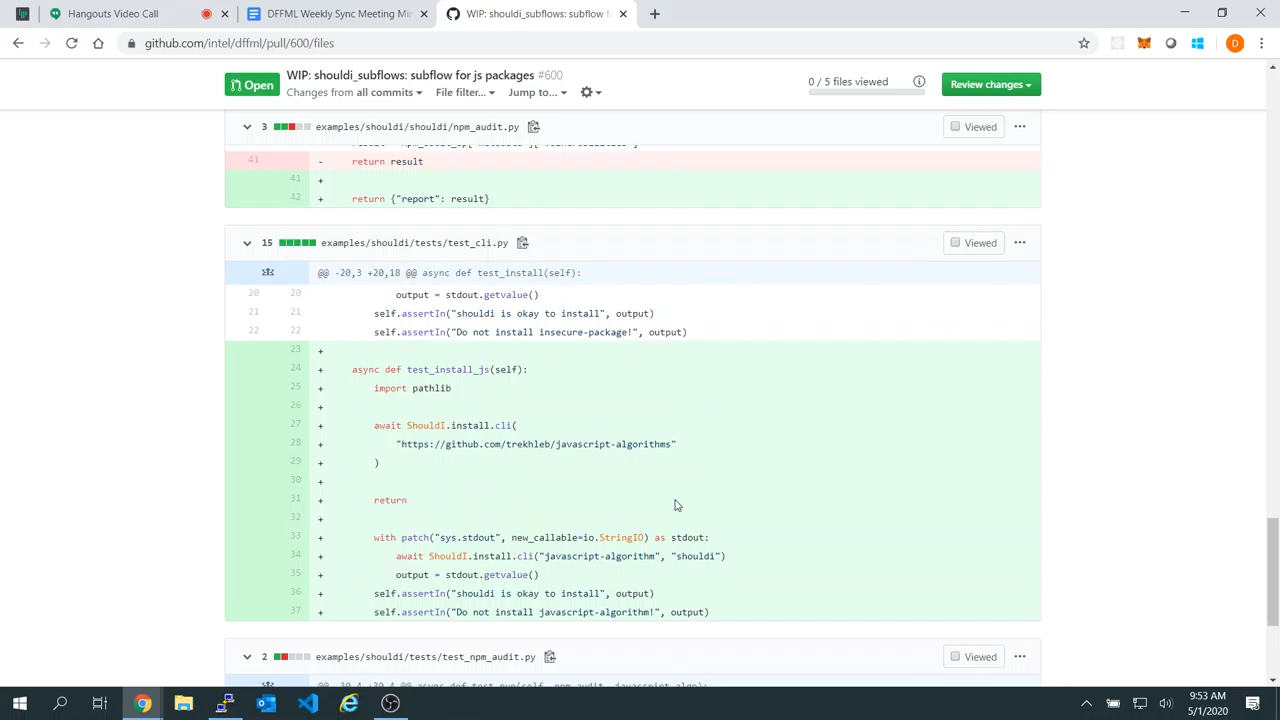 Hangouts Video Call
DFFML Weekly Sync Meeting Mi
WIP: shouldi_subflows: subflow f
github.com/intel/dffml/pull/600/files
D
Open
WIP: shouldi_subflows: subflow for js packages #600
Changes from all commits
File filter...
Jump to...
0 / 5 files viewed
Review changes
3 examples/shouldi/shouldi/npm_audit.py
Viewed
41 - return result
41 +
42 + return {"report": result}
15 examples/shouldi/tests/test_cli.py
Viewed
@@ -20,3 +20,18 @@ async def test_install(self):
20 20 output = stdout.getvalue()
21 21 self.assertIn("shouldi is okay to install", output)
22 22 self.assertIn("Do not install insecure-package!", output)
23 +
24 + async def test_install_js(self):
25 + import pathlib
26 +
27 + await ShouldI.install.cli(
28 + "https://github.com/trekhleb/javascript-algorithms"
29 + )
30 +
31 + return
32 +
33 + with patch("sys.stdout", new_callable=io.StringIO) as stdout:
34 + await ShouldI.install.cli("javascript-algorithm", "shouldi")
35 + output = stdout.getvalue()
36 + self.assertIn("shouldi is okay to install", output)
37 + self.assertIn("Do not install javascript-algorithm!", output)
2 examples/shouldi/tests/test_npm_audit.py
Viewed
9:53 AM
5/1/2020